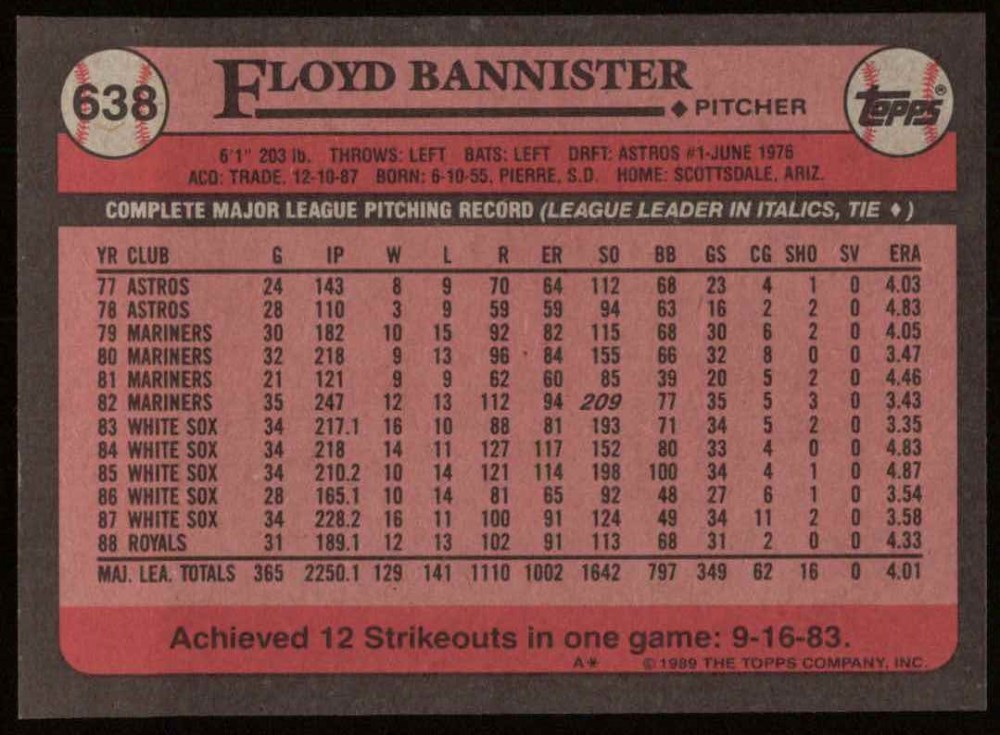 638
FLOYD BANNISTER
♦ PITCHER
TOPPS®
6'1" 203 lb. THROWS: LEFT BATS: LEFT DRFT: ASTROS #1-JUNE 1976
ACQ: TRADE, 12-10-87 BORN: 6-10-55, PIERRE, S.D. HOME: SCOTTSDALE, ARIZ.
COMPLETE MAJOR LEAGUE PITCHING RECORD (LEAGUE LEADER IN ITALICS, TIE ♦)
YR CLUB G IP W L R ER SO BB GS CG SHO SV ERA
77 ASTROS 24 143 8 9 70 64 112 68 23 4 1 0 4.03
78 ASTROS 28 110 3 9 59 59 94 63 16 2 2 0 4.83
79 MARINERS 30 182 10 15 92 82 115 68 30 6 2 0 4.05
80 MARINERS 32 218 9 13 96 84 155 66 32 8 0 0 3.47
81 MARINERS 21 121 9 9 62 60 85 39 20 5 2 0 4.46
82 MARINERS 35 247 12 13 112 94 209 77 35 5 3 0 3.43
83 WHITE SOX 34 217.1 16 10 88 81 193 71 34 5 2 0 3.35
84 WHITE SOX 34 218 14 11 127 117 152 80 33 4 0 0 4.83
85 WHITE SOX 34 210.2 10 14 121 114 198 100 34 4 1 0 4.87
86 WHITE SOX 28 165.1 10 14 81 65 92 48 27 6 1 0 3.54
87 WHITE SOX 34 228.2 16 11 100 91 124 49 34 11 2 0 3.58
88 ROYALS 31 189.1 12 13 102 91 113 68 31 2 0 0 4.33
MAJ. LEA. TOTALS 365 2250.1 129 141 1110 1002 1642 797 349 62 16 0 4.01
Achieved 12 Strikeouts in one game: 9-16-83.
A* © 1989 THE TOPPS COMPANY, INC.